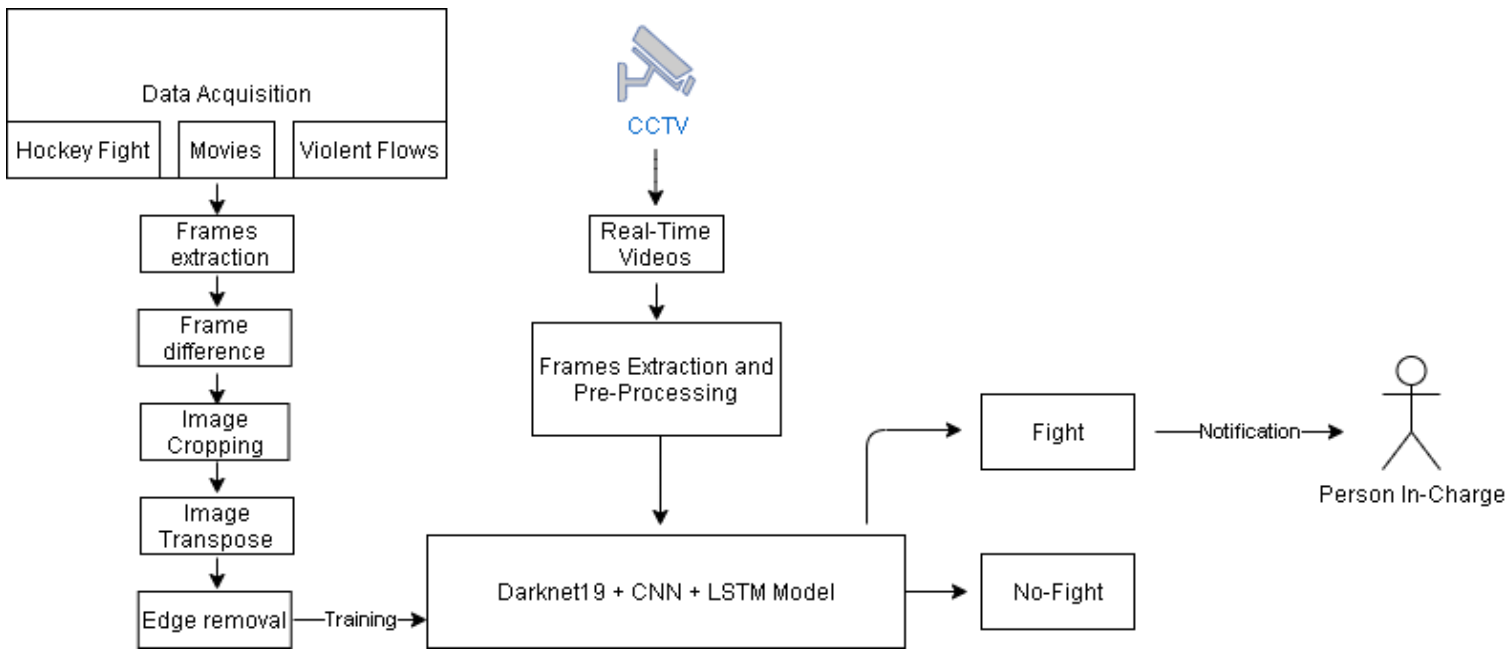 Data Acquisition
Hockey Fight
Movies
Violent Flows
Frames
extraction
Frame
difference
Image
Cropping
Image
Transpose
Edge removal
Training
CCTV
Real-Time
Videos
Frames Extraction and
Pre-Processing
Darknet19 + CNN + LSTM Model
Fight
No-Fight
Notification
Person In-Charge